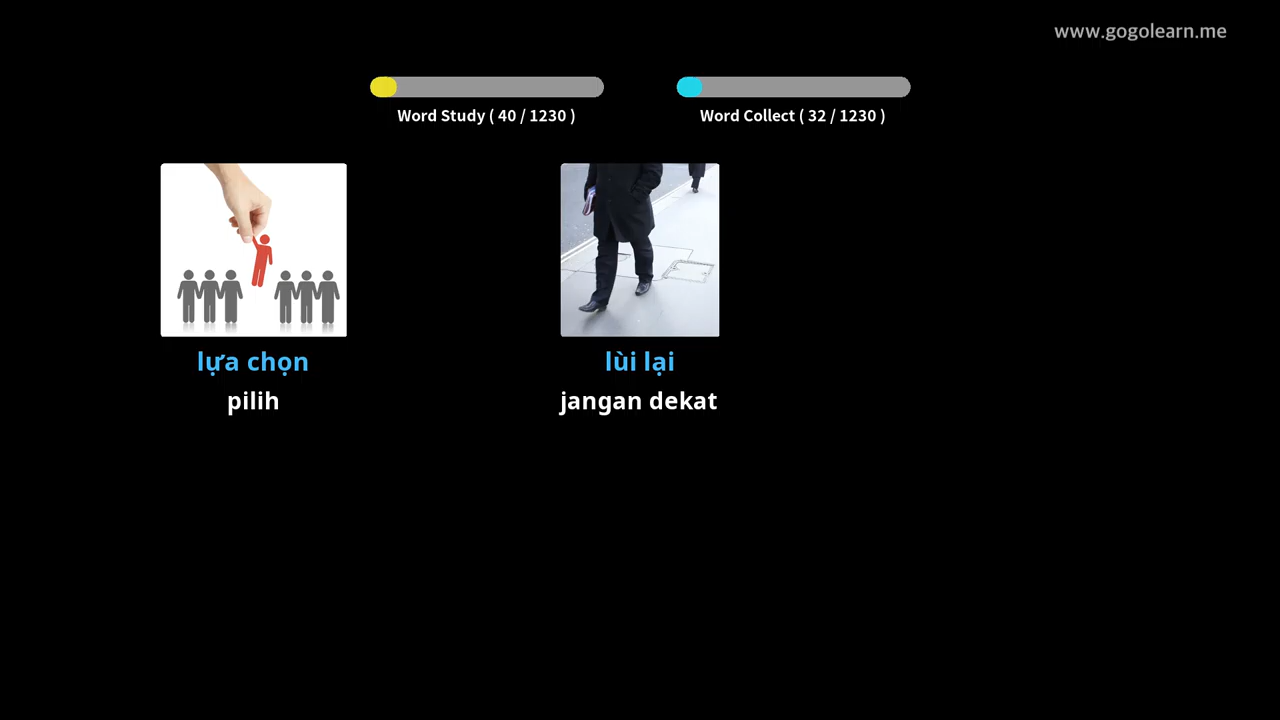 www.gogolearn.me
Word Study ( 40 / 1230 )
Word Collect ( 32 / 1230 )
lựa chọn
pilih
lùi lại
jangan dekat